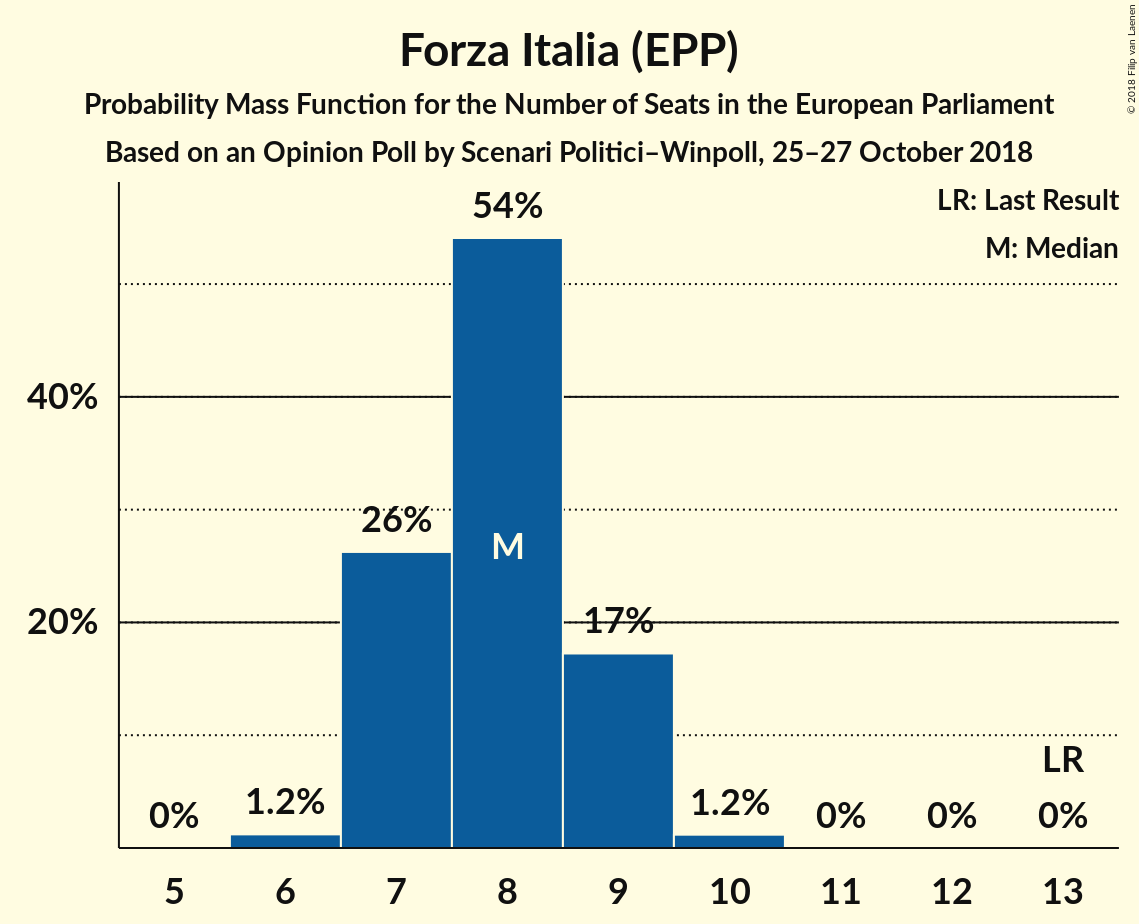 Forza Italia (EPP)
Probability Mass Function for the Number of Seats in the European Parliament
Based on an Opinion Poll by Scenari Politici–Winpoll, 25–27 October 2018
© 2018 Filip van Laenen
LR: Last Result
M: Median
54%
40%
26%
M
20%
17%
LR
0% 1.2% 1.2% 0% 0% 0%
5 6 7 8 9 10 11 12 13